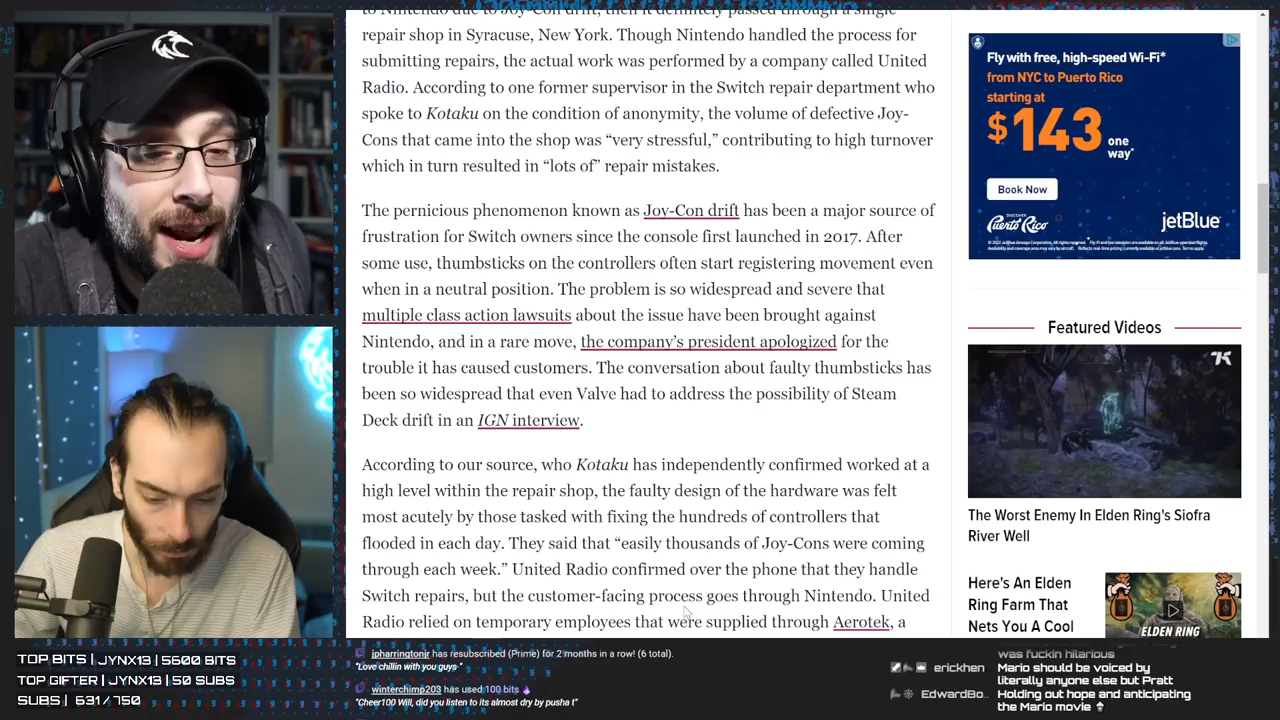 to Nintendo due to Joy-Con drift, then it definitely passed through a single
repair shop in Syracuse, New York. Though Nintendo handled the process for
submitting repairs, the actual work was performed by a company called United
Radio. According to one former supervisor in the Switch repair department who
spoke to Kotaku on the condition of anonymity, the volume of defective Joy-
Cons that came into the shop was “very stressful,” contributing to high turnover
which in turn resulted in “lots of” repair mistakes.
The pernicious phenomenon known as Joy-Con drift has been a major source of
frustration for Switch owners since the console first launched in 2017. After
some use, thumbsticks on the controllers often start registering movement even
when in a neutral position. The problem is so widespread and severe that
multiple class action lawsuits about the issue have been brought against
Nintendo, and in a rare move, the company’s president apologized for the
trouble it has caused customers. The conversation about faulty thumbsticks has
been so widespread that even Valve had to address the possibility of Steam
Deck drift in an IGN interview.
According to our source, who Kotaku has independently confirmed worked at a
high level within the repair shop, the faulty design of the hardware was felt
most acutely by those tasked with fixing the hundreds of controllers that
flooded in each day. They said that “easily thousands of Joy-Cons were coming
through each week.” United Radio confirmed over the phone that they handle
Switch repairs, but the customer-facing process goes through Nintendo. United
Radio relied on temporary employees that were supplied through Aerotek, a
Fly with free, high-speed Wi-Fi*
from NYC to Puerto Rico
starting at
$143 one
way*
Book Now
DISCOVER
Puerto Rico
jetBlue
Featured Videos
The Worst Enemy In Elden Ring's Siofra
River Well
Here's An Elden
Ring Farm That
Nets You A Cool
ELDEN RING
TOP BITS | JYNX13 | 5600 BITS
TOP GIFTER | JYNX13 | 50 SUBS
SUBS | 631/750
jpharringtonjr has resubscribed (Prime) for 2 months in a row! (6 total).
"Love chillin with you guys"
winterchimp203 has used 100 bits
"Cheer100 Will, did you listen to its almost dry by pusha t"
was fuckin hilarious
erickhen
Mario should be voiced by
literally anyone else but Pratt
EdwardBo...
Holding out hope and anticipating
the Mario movie